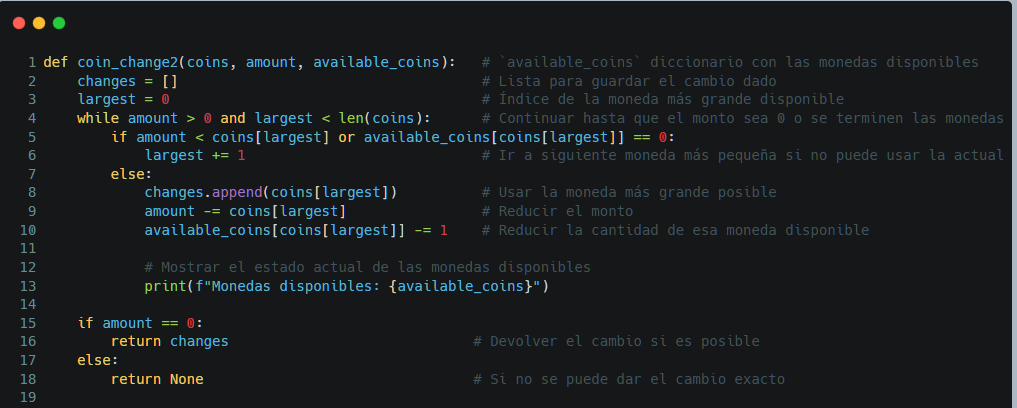 1 def coin_change2(coins, amount, available_coins):   # `available_coins` diccionario con las monedas disponibles
2     changes = []                                    # Lista para guardar el cambio dado
3     largest = 0                                     # Índice de la moneda más grande disponible
4     while amount > 0 and largest < len(coins):      # Continuar hasta que el monto sea 0 o se terminen las monedas
5         if amount < coins[largest] or available_coins[coins[largest]] == 0:
6             largest += 1                            # Ir a siguiente moneda más pequeña si no puede usar la actual
7         else:
8             changes.append(coins[largest])          # Usar la moneda más grande posible
9             amount -= coins[largest]                # Reducir el monto
10             available_coins[coins[largest]] -= 1    # Reducir la cantidad de esa moneda disponible
11
12             # Mostrar el estado actual de las monedas disponibles
13             print(f"Monedas disponibles: {available_coins}")
14
15     if amount == 0:
16         return changes                             # Devolver el cambio si es posible
17     else:
18         return None                                # Si no se puede dar el cambio exacto
19